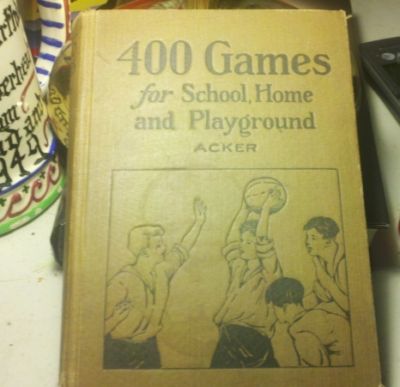 400 Games
for School, Home
and Playground
ACKER